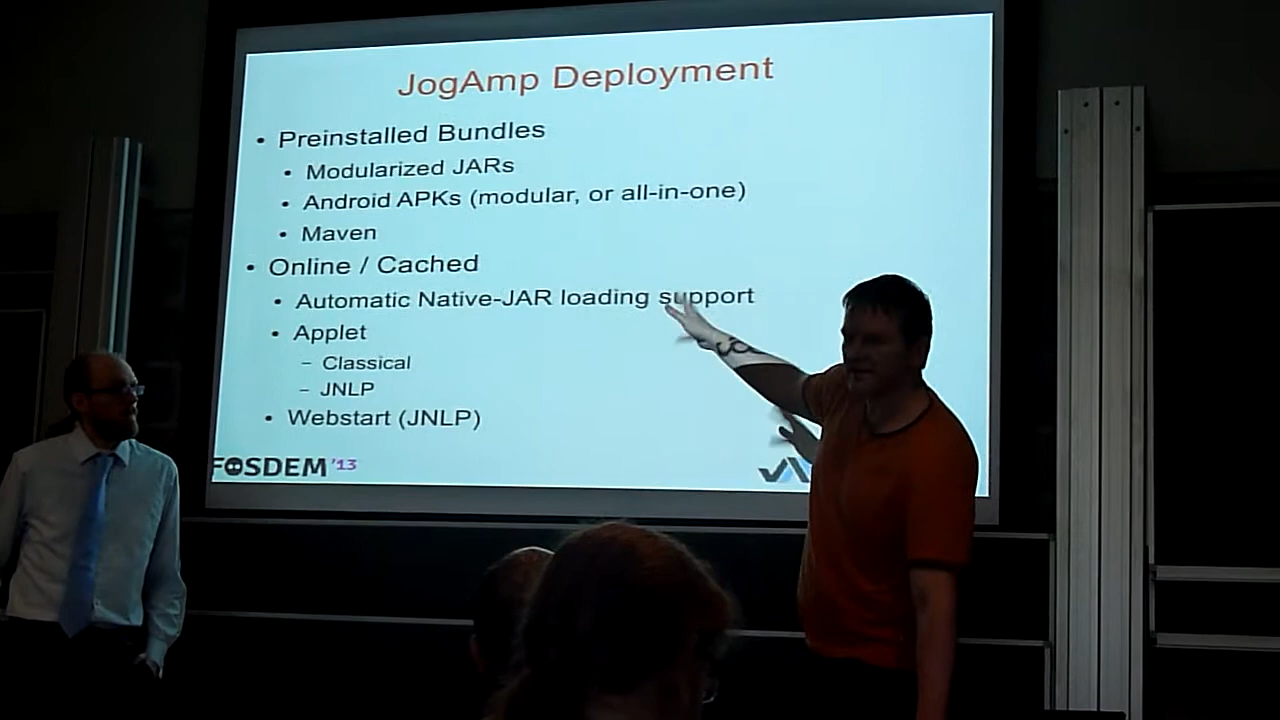 JogAmp Deployment
• Preinstalled Bundles
• Modularized JARs
• Android APKs (modular, or all-in-one)
• Maven
• Online / Cached
• Automatic Native-JAR loading support
• Applet
– Classical
– JNLP
• Webstart (JNLP)
FOSDEM '13